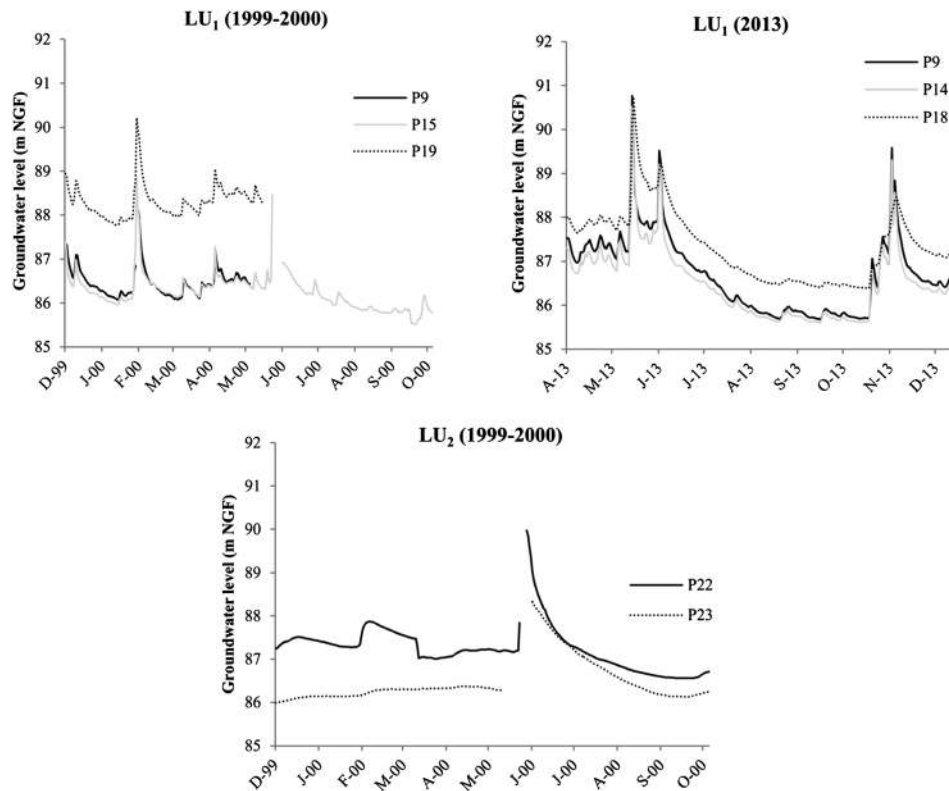 LU₁ (1999-2000)
Groundwater level (m NGF)
92
91
90
89
88
87
86
85
D-99
J-00
F-00
M-00
A-00
M-00
J-00
J-00
A-00
S-00
O-00
P9
P15
P19
LU₁ (2013)
Groundwater level (m NGF)
92
91
90
89
88
87
86
85
A-13
M-13
J-13
J-13
A-13
S-13
O-13
N-13
D-13
P9
P14
P18
LU₂ (1999-2000)
Groundwater level (m NGF)
92
91
90
89
88
87
86
85
D-99
J-00
F-00
M-00
A-00
M-00
J-00
J-00
A-00
S-00
O-00
P22
P23